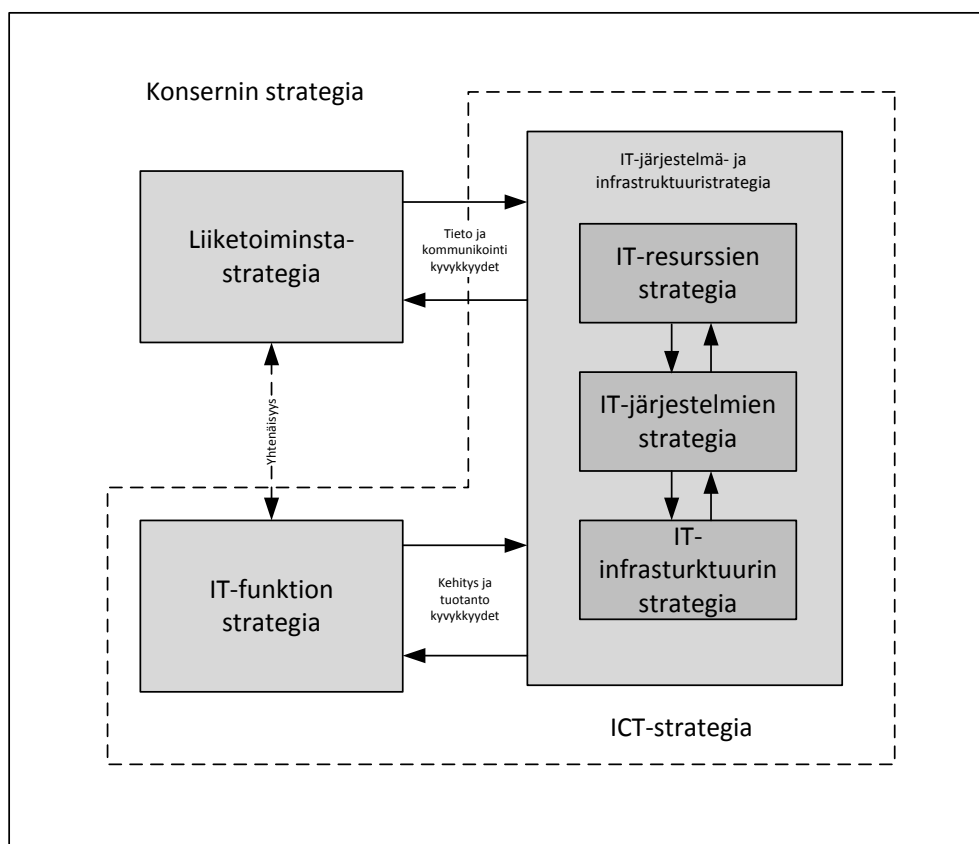 Konsernin strategia
IT-järjestelmä- ja
infrastruktuuristrategia
Liiketoiminsta-
strategia
Tieto ja
kommunikointi
kyvykkyydet
IT-resurssien
strategia
IT-järjestelmien
strategia
Yhtenäisyys
IT-
infrasturktuurin
strategia
IT-funktion
strategia
Kehitys ja
tuotanto
kyvykkyydet
ICT-strategia